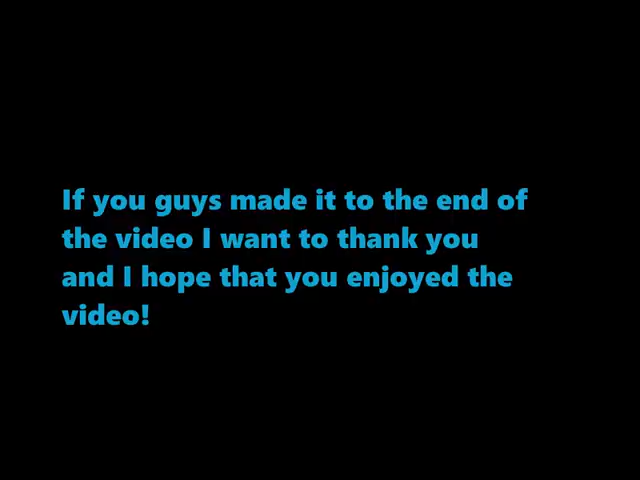 If you guys made it to the end of
the video I want to thank you
and I hope that you enjoyed the
video!